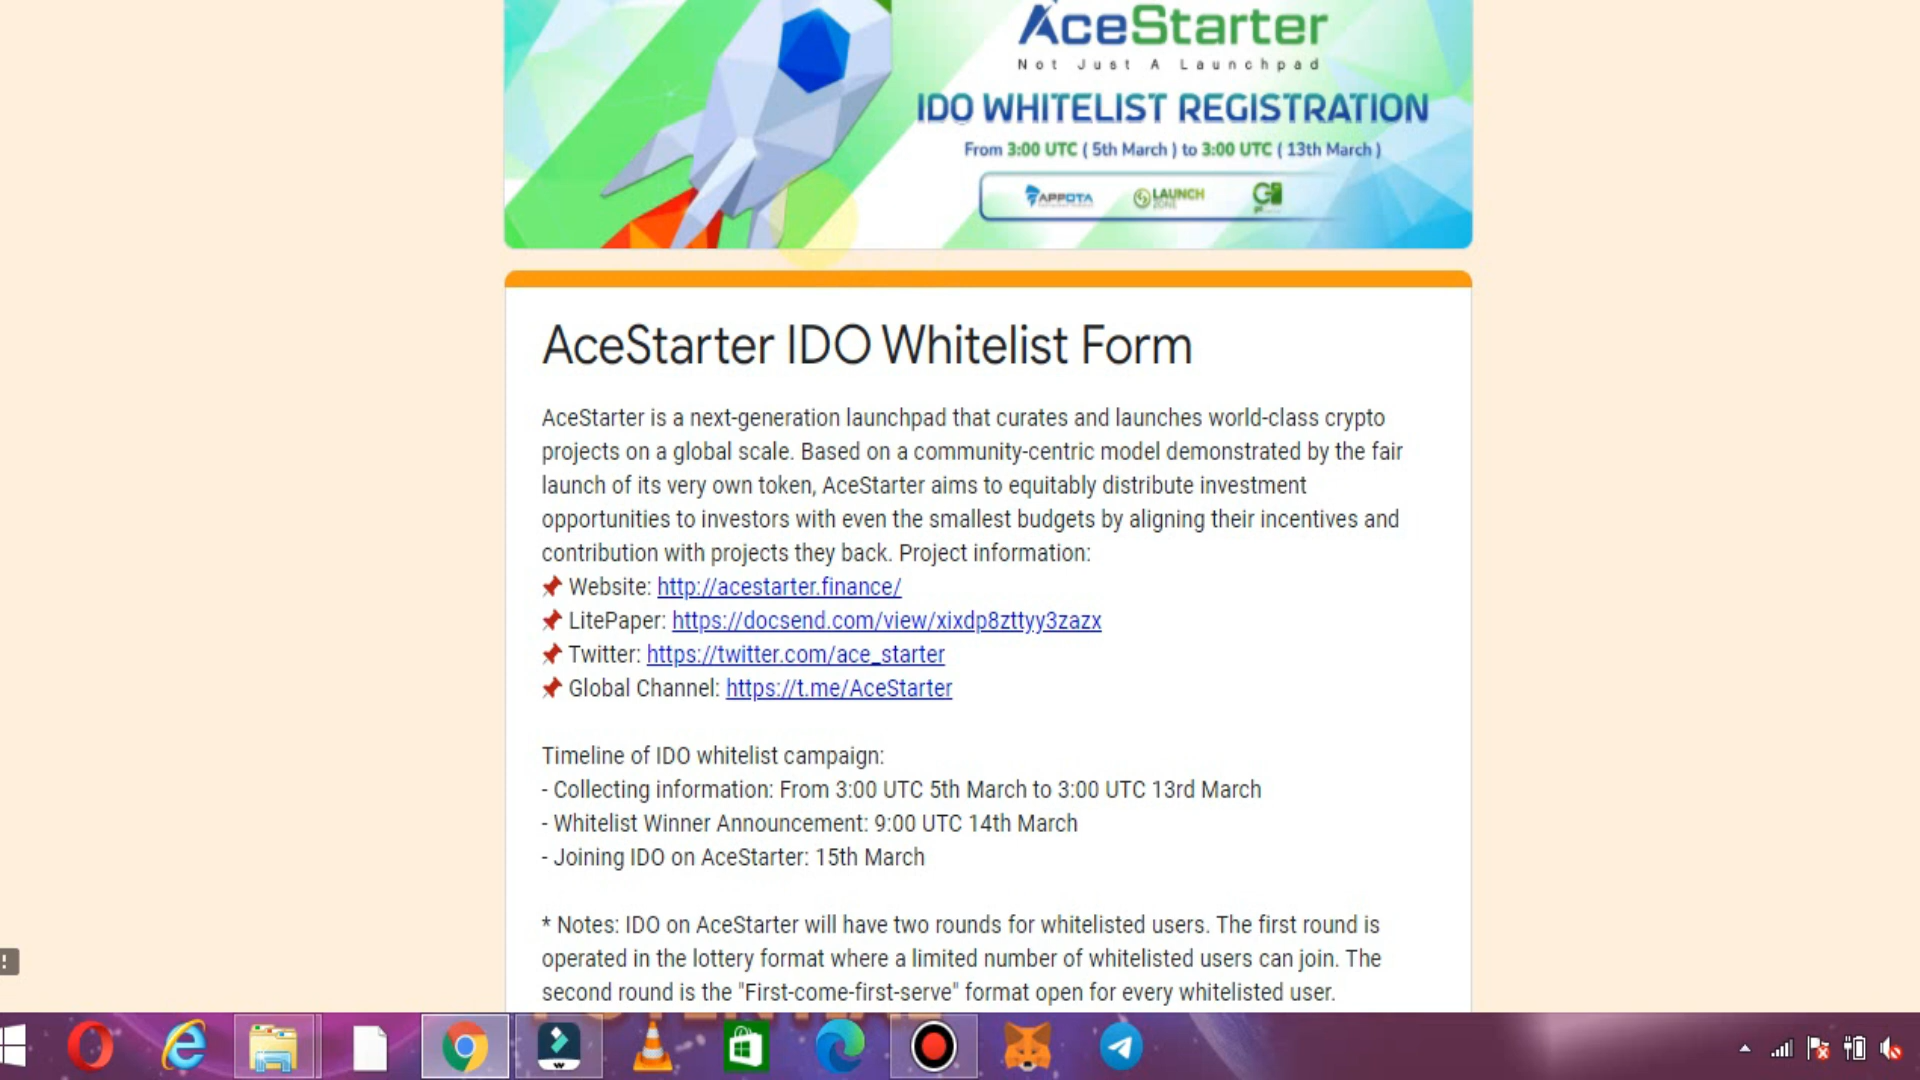 AceStarter
Not Just A Launchpad
IDO WHITELIST REGISTRATION
From 3:00 UTC ( 5th March ) to 3:00 UTC ( 13th March )
APPOTA LAUNCH ZONE
AceStarter IDO Whitelist Form
AceStarter is a next-generation launchpad that curates and launches world-class crypto
projects on a global scale. Based on a community-centric model demonstrated by the fair
launch of its very own token, AceStarter aims to equitably distribute investment
opportunities to investors with even the smallest budgets by aligning their incentives and
contribution with projects they back. Project information:
📌 Website: http://acestarter.finance/
📌 LitePaper: https://docsend.com/view/xixdp8zttyy3zazx
📌 Twitter: https://twitter.com/ace_starter
📌 Global Channel: https://t.me/AceStarter
Timeline of IDO whitelist campaign:
- Collecting information: From 3:00 UTC 5th March to 3:00 UTC 13rd March
- Whitelist Winner Announcement: 9:00 UTC 14th March
- Joining IDO on AceStarter: 15th March
* Notes: IDO on AceStarter will have two rounds for whitelisted users. The first round is
operated in the lottery format where a limited number of whitelisted users can join. The
second round is the "First-come-first-serve" format open for every whitelisted user.